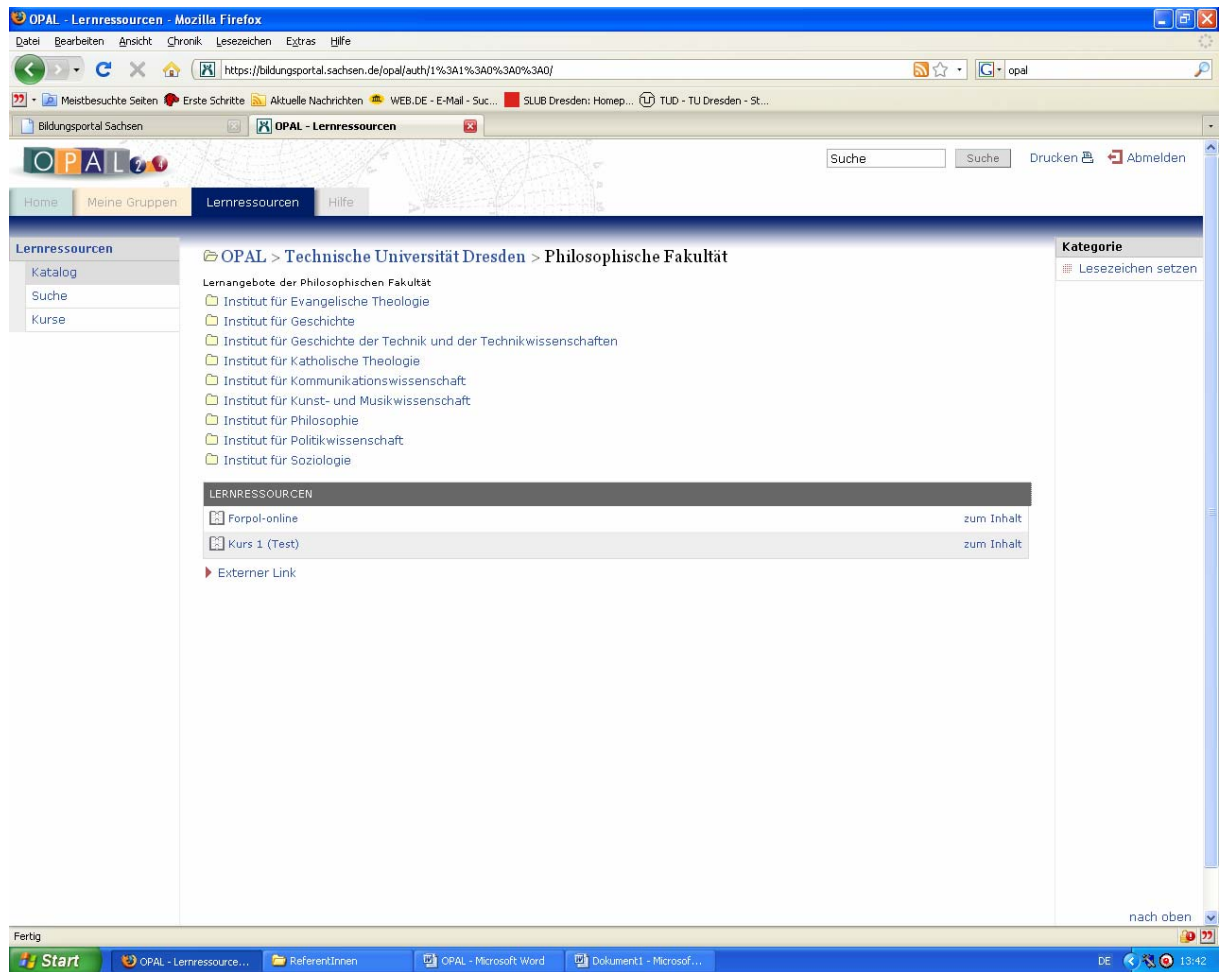 OPAL - Lernressourcen - Mozilla Firefox
Datei Bearbeiten Ansicht Chronik Lesezeichen Extras Hilfe
https://bildungsportal.sachsen.de/opal/auth/1%3A1%3A0%3A0%3A0/ opal
Meistbesuchte Seiten Erste Schritte Aktuelle Nachrichten WEB.DE - E-Mail - Suc... SLUB Dresden: Homep... TUD - TU Dresden - St...
Bildungsportal Sachsen OPAL - Lernressourcen
OPAL Suche Suche Drucken Abmelden
Home Meine Gruppen Lernressourcen Hilfe
Lernressourcen
Katalog
Suche
Kurse
OPAL > Technische Universität Dresden > Philosophische Fakultät
Lernangebote der Philosophischen Fakultät
Institut für Evangelische Theologie
Institut für Geschichte
Institut für Geschichte der Technik und der Technikwissenschaften
Institut für Katholische Theologie
Institut für Kommunikationswissenschaft
Institut für Kunst- und Musikwissenschaft
Institut für Philosophie
Institut für Politikwissenschaft
Institut für Soziologie
LERNRESSOURCEN
Forpol-online zum Inhalt
Kurs 1 (Test) zum Inhalt
Externer Link
Kategorie
Lesezeichen setzen
nach oben
Fertig
Start OPAL - Lernressource... ReferentInnen OPAL - Microsoft Word Dokument1 - Microsof... DE 13:42